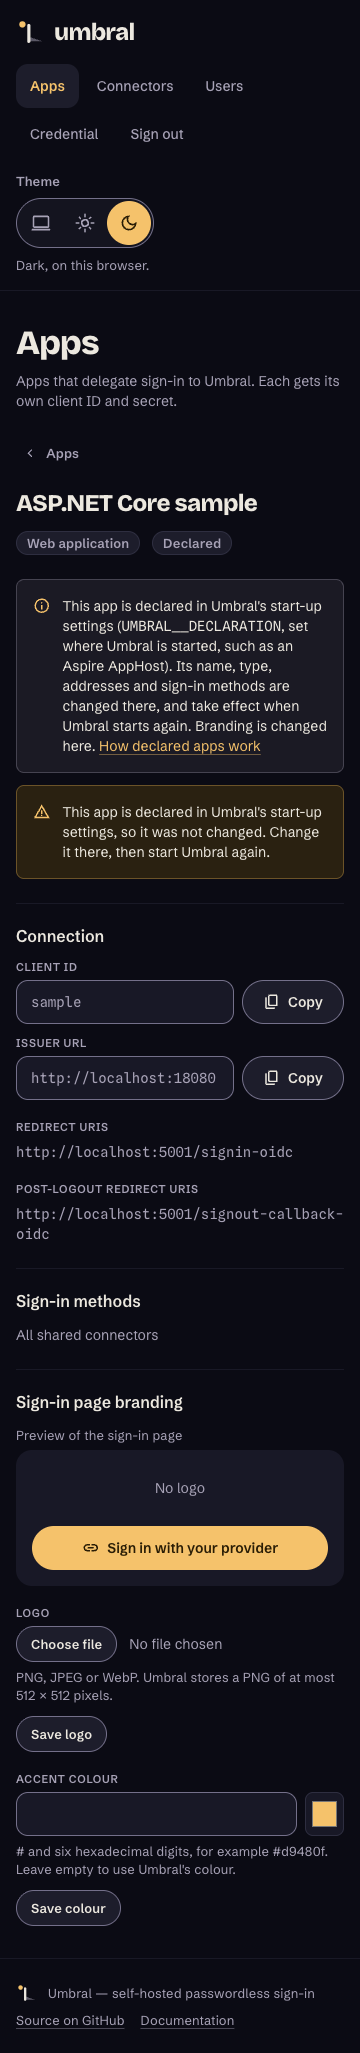 umbral
Apps
Connectors
Users
Credential
Sign out
Theme
Dark, on this browser.
Apps
Apps that delegate sign-in to Umbral. Each gets its
own client ID and secret.
Apps
ASP.NET Core sample
Web application
Declared
This app is declared in Umbral's start-up
settings (UMBRAL__DECLARATION, set
where Umbral is started, such as an
Aspire AppHost). Its name, type,
addresses and sign-in methods are
changed there, and take effect when
Umbral starts again. Branding is changed
here. How declared apps work
This app is declared in Umbral's start-up
settings, so it was not changed. Change
it there, then start Umbral again.
Connection
CLIENT ID
sample
Copy
ISSUER URL
http://localhost:18080
Copy
REDIRECT URIS
http://localhost:5001/signin-oidc
POST-LOGOUT REDIRECT URIS
http://localhost:5001/signout-callback-
oidc
Sign-in methods
All shared connectors
Sign-in page branding
Preview of the sign-in page
No logo
Sign in with your provider
LOGO
Choose file
No file chosen
PNG, JPEG or WebP. Umbral stores a PNG of at most
512 × 512 pixels.
Save logo
ACCENT COLOUR
# and six hexadecimal digits, for example #d9480f.
Leave empty to use Umbral's colour.
Save colour
Umbral — self-hosted passwordless sign-in
Source on GitHub
Documentation